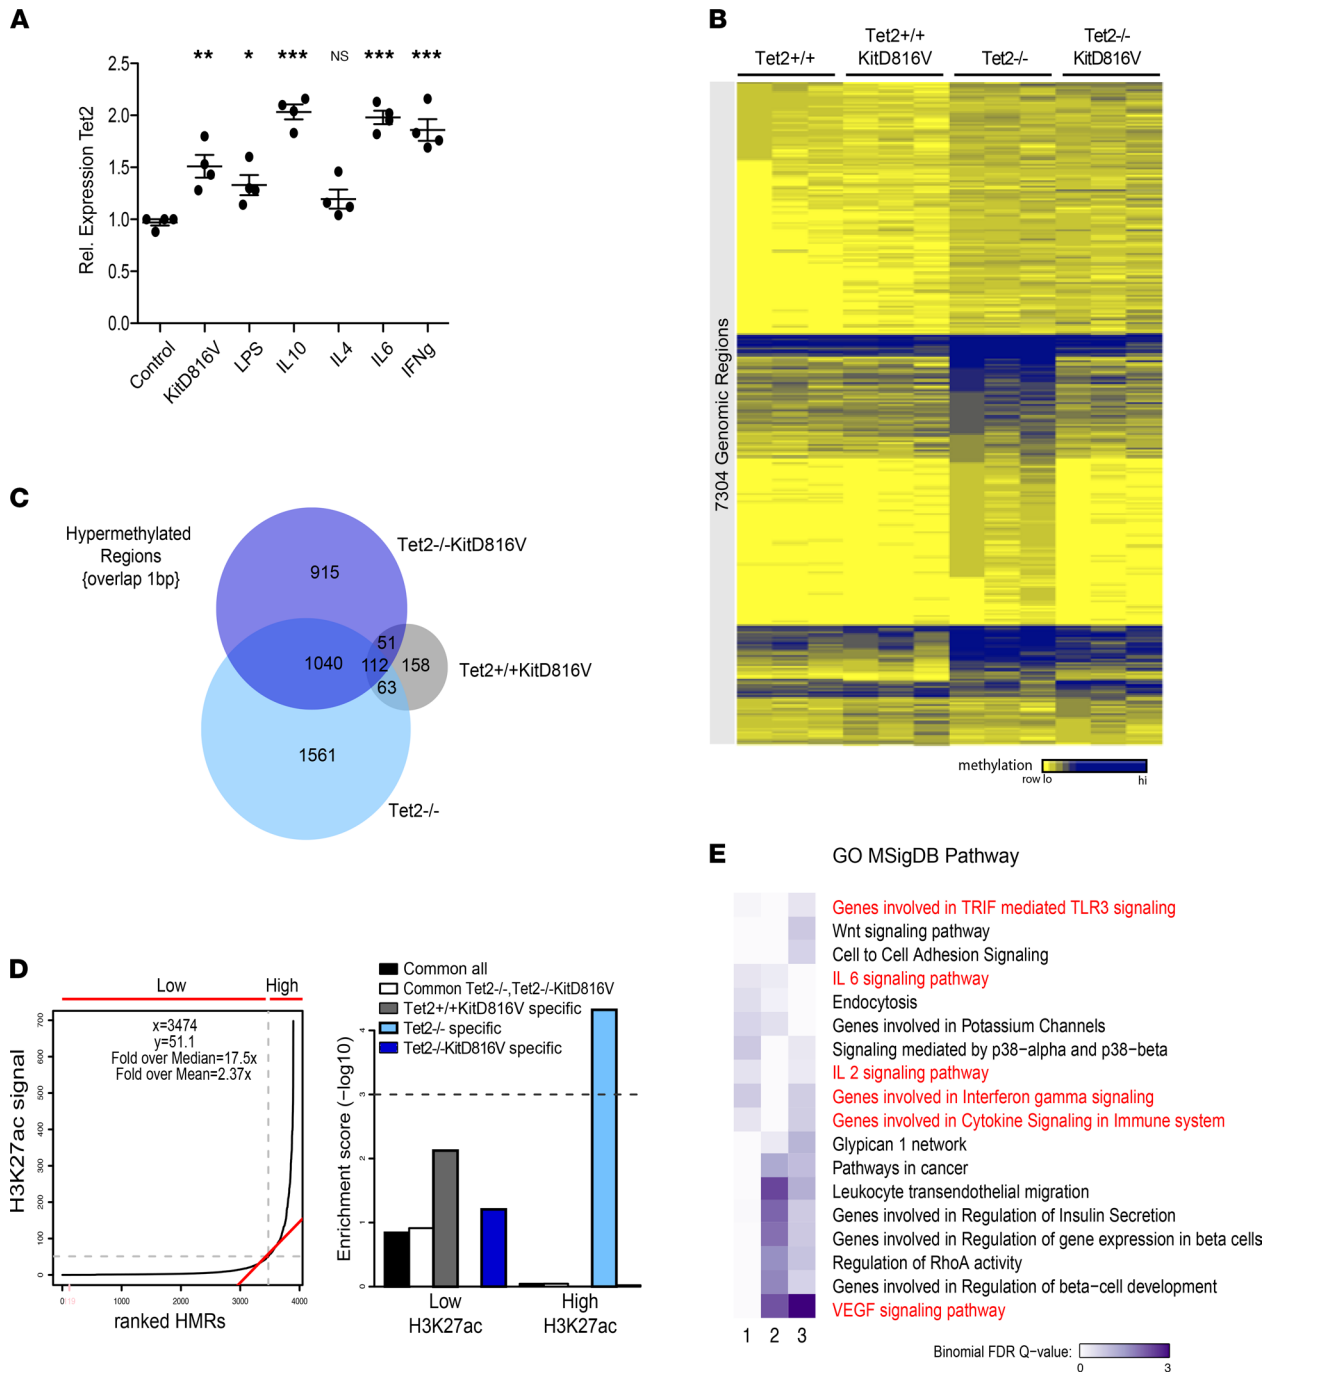 A
** * *** NS *** ***
2.5
2.0
1.5
1.0
0.5
0.0
Rel. Expression Tet2
Control
KitD816V
LPS
IL10
IL4
IL6
IFNg
B
Tet2+/+
Tet2+/+
KitD816V
Tet2-/-
Tet2-/-
KitD816V
7304 Genomic Regions
methylation
row lo
hi
C
Hypermethylated
Regions
{overlap 1bp}
Tet2-/-KitD816V
915
51
1040
112
158
63
Tet2+/+KitD816V
1561
Tet2-/-
D
Low
High
x=3474
y=51.1
Fold over Median=17.5x
Fold over Mean=2.37x
H3K27ac signal
700
600
500
400
300
200
100
0
0
1000
2000
3000
4000
ranked HMRs
Common all
Common Tet2-/-,Tet2-/-KitD816V
Tet2+/+KitD816V specific
Tet2-/- specific
Tet2-/-KitD816V specific
Enrichment score (−log10)
4
3
2
1
0
Low
H3K27ac
High
H3K27ac
E
GO MSigDB Pathway
Genes involved in TRIF mediated TLR3 signaling
Wnt signaling pathway
Cell to Cell Adhesion Signaling
IL 6 signaling pathway
Endocytosis
Genes involved in Potassium Channels
Signaling mediated by p38−alpha and p38−beta
IL 2 signaling pathway
Genes involved in Interferon gamma signaling
Genes involved in Cytokine Signaling in Immune system
Glypican 1 network
Pathways in cancer
Leukocyte transendothelial migration
Genes involved in Regulation of Insulin Secretion
Genes involved in Regulation of gene expression in beta cells
Regulation of RhoA activity
Genes involved in Regulation of beta−cell development
VEGF signaling pathway
1 2 3
Binomial FDR Q−value:
0
3